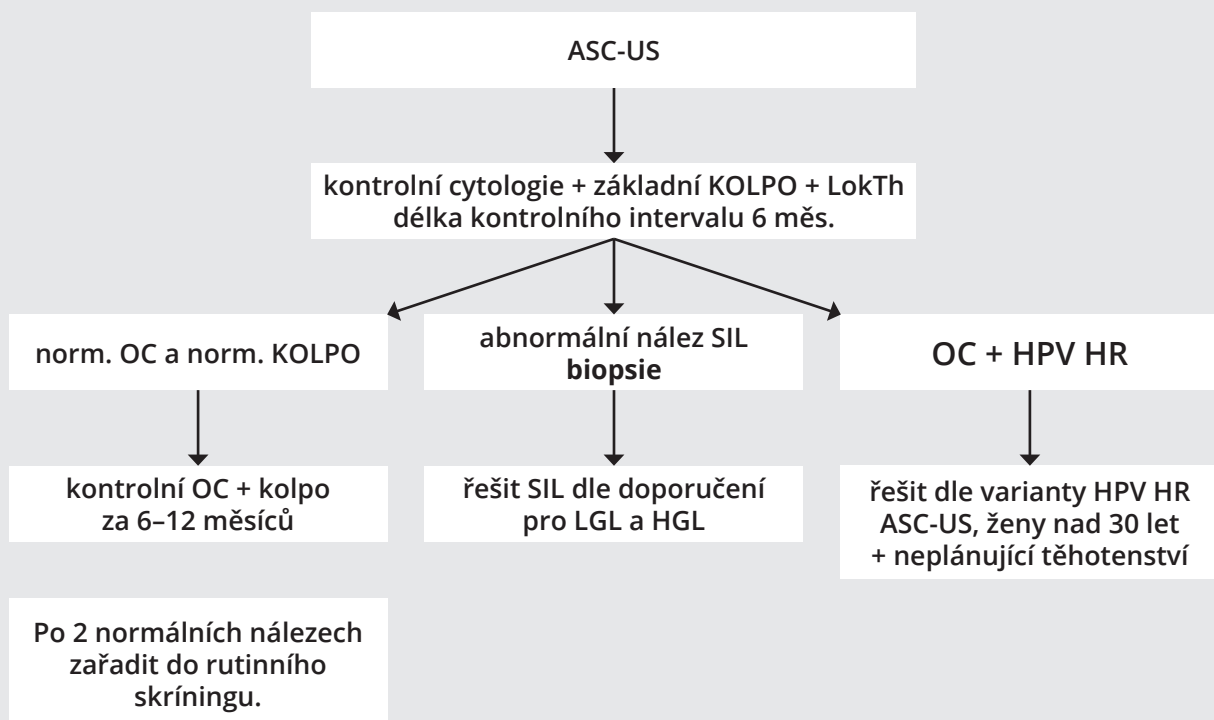 ASC-US
kontrolní cytologie + základní KOLPO + LokTh
délka kontrolního intervalu 6 měs.
norm. OC a norm. KOLPO
abnormální nález SIL
biopsie
OC + HPV HR
kontrolní OC + kolpo
za 6–12 měsíců
řešit SIL dle doporučení
pro LGL a HGL
řešit dle varianty HPV HR
ASC-US, ženy nad 30 let
+ neplánující těhotenství
Po 2 normálních nálezech
zařadit do rutinního
skríningu.